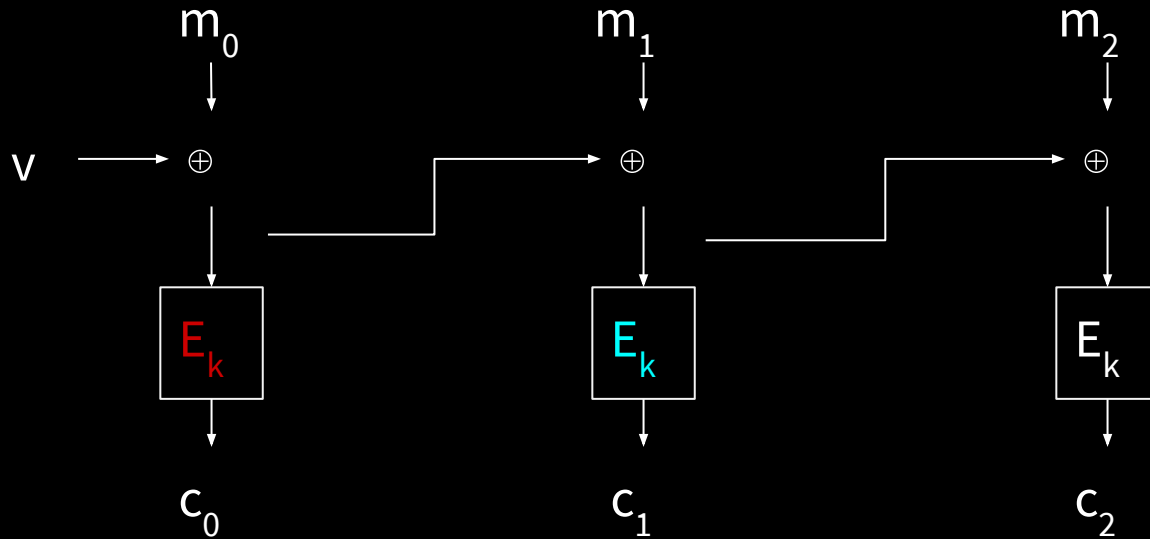 m₀ m₁ m₂
v ⊕ ⊕ ⊕
Eₖ Eₖ Eₖ
c₀ c₁ c₂